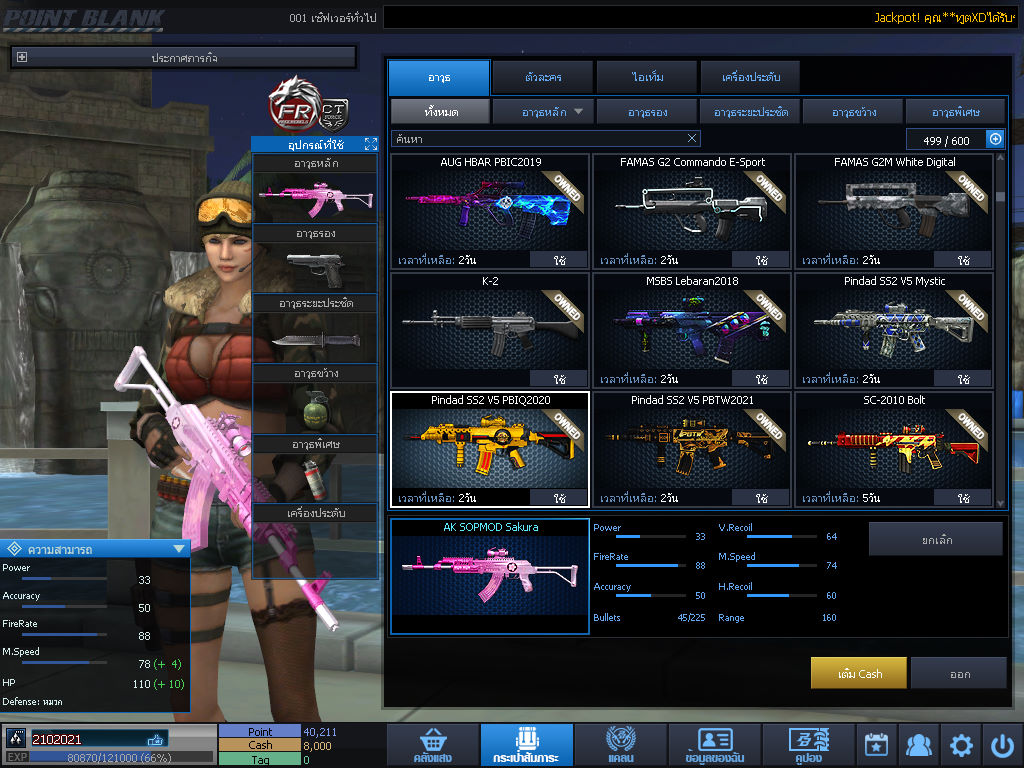 POINT BLANK
001 เซิฟเวอร์ทั่วไป
Jackpot! คุณ**หูดXDได้รับ
ประกาศภารกิจ
FR
CT
FORCE
อุปกรณ์ที่ใช้
อาวุธหลัก
อาวุธรอง
อาวุธระยะประชิด
อาวุธขว้าง
อาวุธพิเศษ
เครื่องประดับ
อาวุธ
ตัวละคร
ไอเท็ม
เครื่องประดับ
ทั้งหมด
อาวุธหลัก
อาวุธรอง
อาวุธระยะประชิด
อาวุธขว้าง
อาวุธพิเศษ
ค้นหา
499 / 600
AUG HBAR PBIC2019
OWNED
เวลาที่เหลือ: 2วัน
ใช้
FAMAS G2 Commando E-Sport
OWNED
เวลาที่เหลือ: 2วัน
ใช้
FAMAS G2M White Digital
OWNED
เวลาที่เหลือ: 2วัน
ใช้
K-2
OWNED
ใช้
MSBS Lebaran2018
OWNED
เวลาที่เหลือ: 2วัน
ใช้
Pindad SS2 V5 Mystic
OWNED
เวลาที่เหลือ: 2วัน
ใช้
Pindad SS2 V5 PBIQ2020
OWNED
เวลาที่เหลือ: 2วัน
ใช้
Pindad SS2 V5 PBTW2021
OWNED
เวลาที่เหลือ: 2วัน
ใช้
SC-2010 Bolt
OWNED
เวลาที่เหลือ: 5วัน
ใช้
AK SOPMOD Sakura
Power 33
FireRate 88
Accuracy 50
Bullets 45/225
V.Recoil 64
M.Speed 74
H.Recoil 60
Range 160
ยกเลิก
เติม Cash
ออก
ความสามารถ
Power
33
Accuracy
50
FireRate
88
M.Speed
78 (+ 4)
HP
110 (+ 10)
Defense: หมวก
2102021
EXP 80870/121000 (66%)
Point 40,211
Cash 8,000
Tag 0
คลังแสง
กระเป๋าสัมภาระ
แคลน
ข้อมูลของฉัน
คูปอง